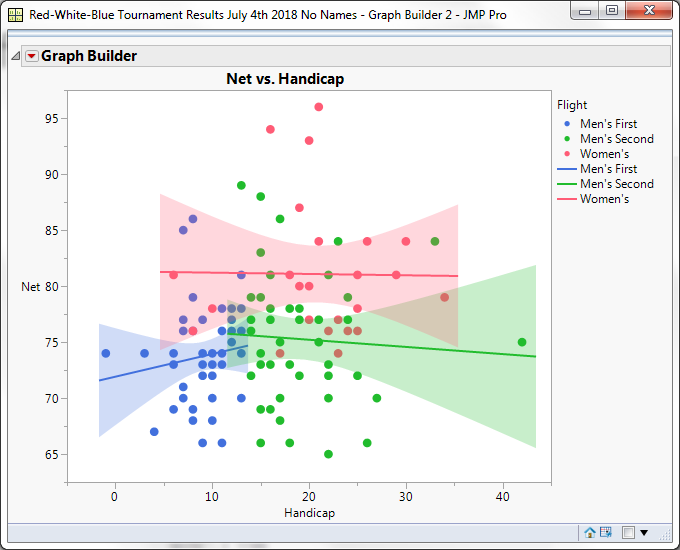 Red-White-Blue Tournament Results July 4th 2018 No Names - Graph Builder 2 - JMP Pro
Graph Builder
Net vs. Handicap
Net
95
90
85
80
75
70
65
0 10 20 30 40
Handicap
Flight
Men's First
Men's Second
Women's
Men's First
Men's Second
Women's